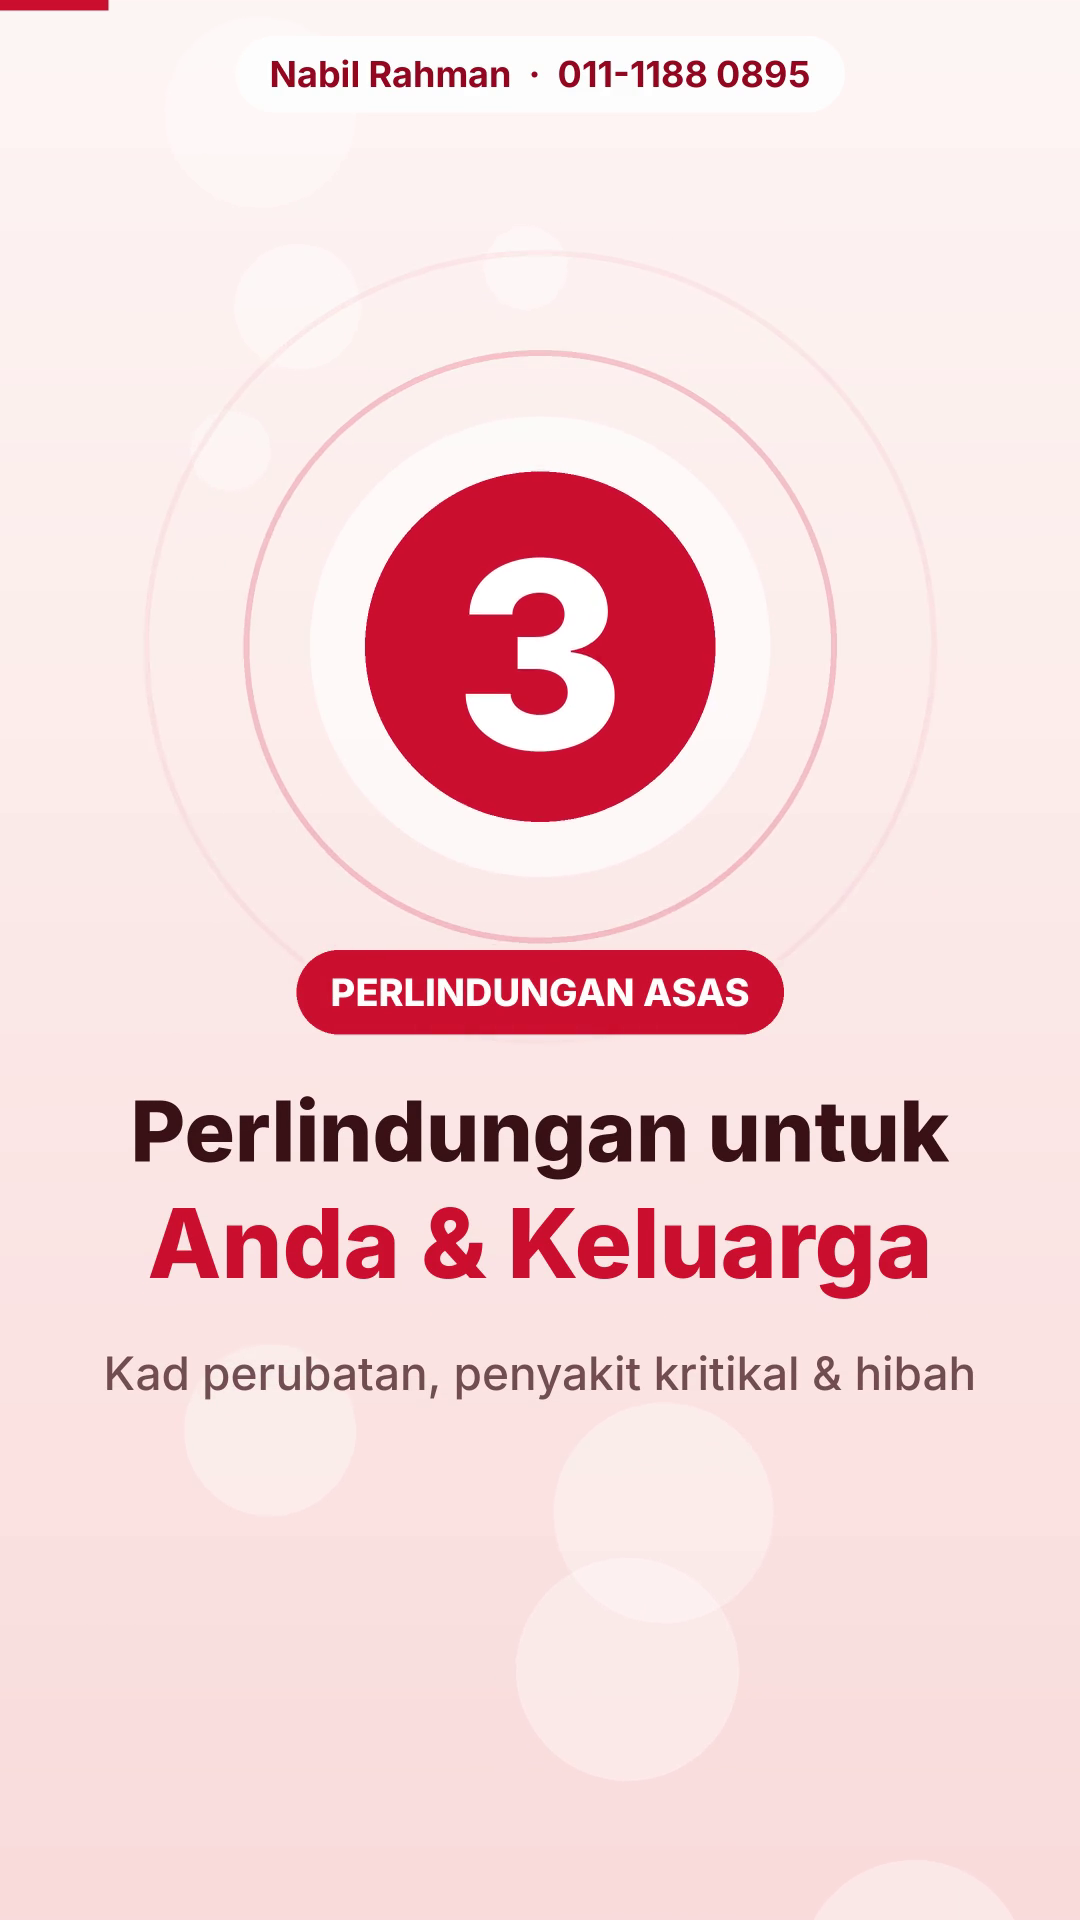 Nabil Rahman · 011-1188 0895
3
PERLINDUNGAN ASAS
Perlindungan untuk
Anda & Keluarga
Kad perubatan, penyakit kritikal & hibah